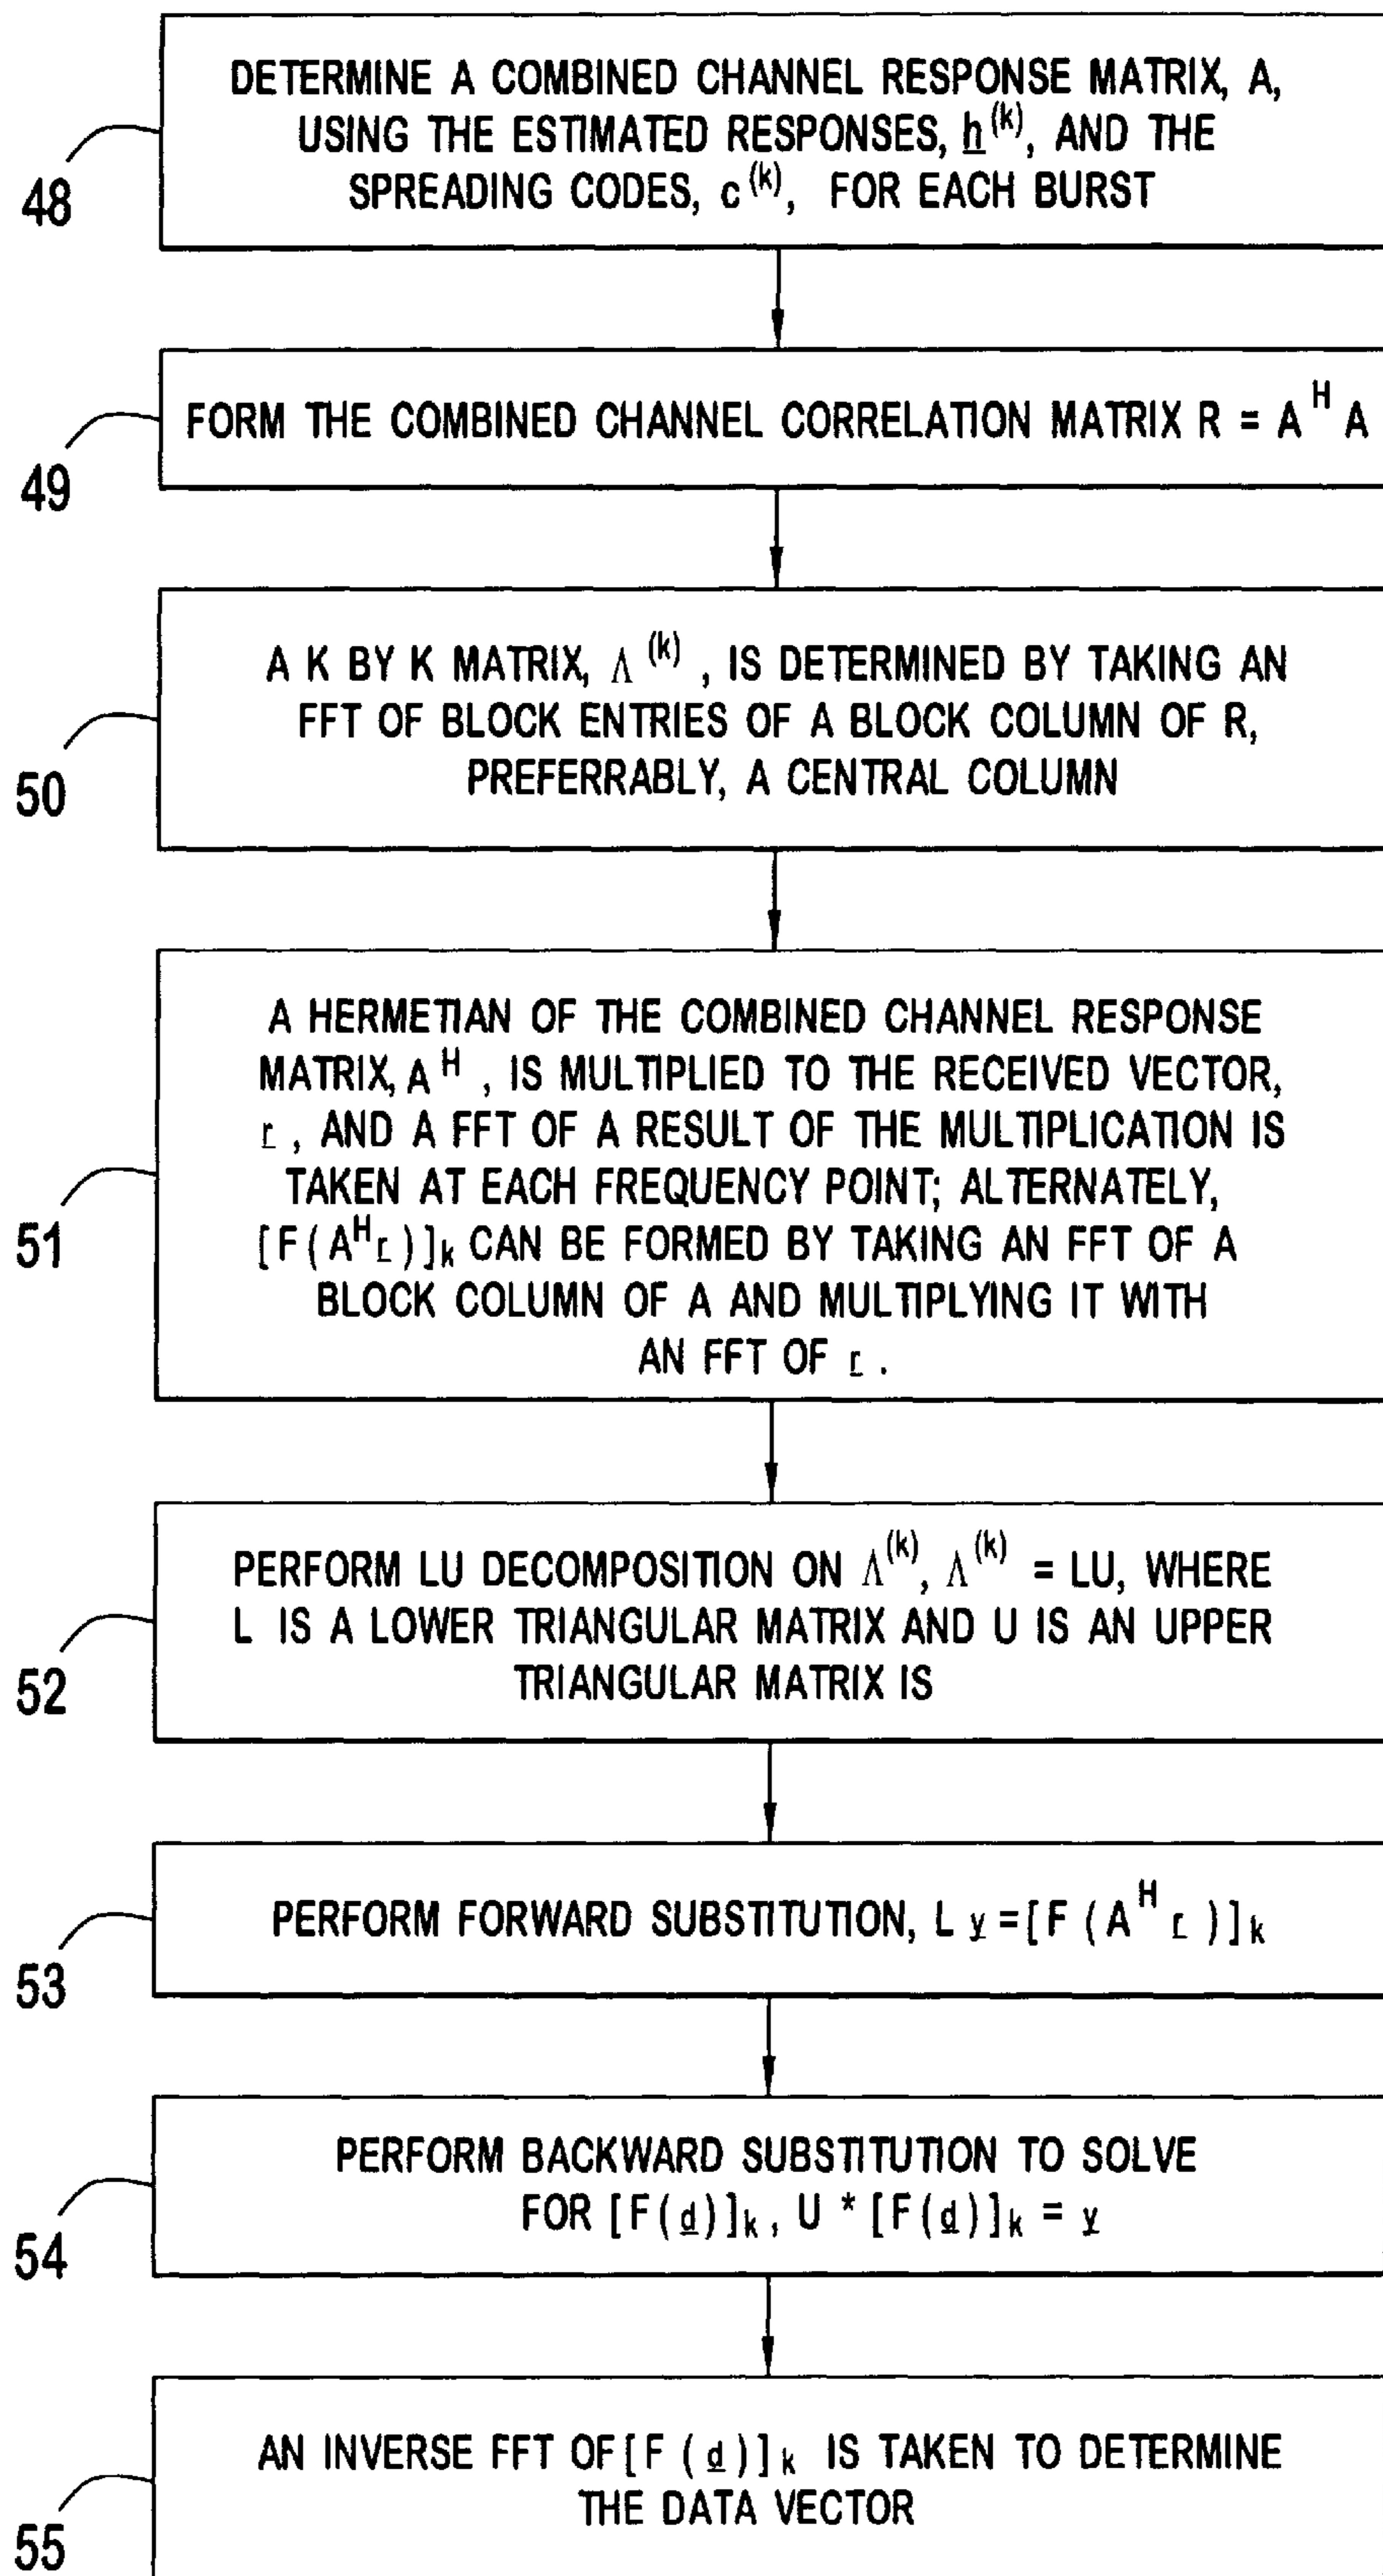 DETERMINE A COMBINED CHANNEL RESPONSE MATRIX, A,
USING THE ESTIMATED RESPONSES, h̲^(k), AND THE
SPREADING CODES, c^(k), FOR EACH BURST
48
FORM THE COMBINED CHANNEL CORRELATION MATRIX R = A^H A
49
A K BY K MATRIX, Λ^(k), IS DETERMINED BY TAKING AN
FFT OF BLOCK ENTRIES OF A BLOCK COLUMN OF R,
PREFERRABLY, A CENTRAL COLUMN
50
A HERMETIAN OF THE COMBINED CHANNEL RESPONSE
MATRIX, A^H, IS MULTIPLIED TO THE RECEIVED VECTOR,
r̲, AND A FFT OF A RESULT OF THE MULTIPLICATION IS
TAKEN AT EACH FREQUENCY POINT; ALTERNATELY,
[F(A^H r̲)]k CAN BE FORMED BY TAKING AN FFT OF A
BLOCK COLUMN OF A AND MULTIPLYING IT WITH
AN FFT OF r̲.
51
PERFORM LU DECOMPOSITION ON Λ^(k), Λ^(k) = LU, WHERE
L IS A LOWER TRIANGULAR MATRIX AND U IS AN UPPER
TRIANGULAR MATRIX IS
52
PERFORM FORWARD SUBSTITUTION, L y̲ = [F(A^H r̲)]k
53
PERFORM BACKWARD SUBSTITUTION TO SOLVE
FOR [F(d̲)]k, U * [F(d̲)]k = y̲
54
AN INVERSE FFT OF [F(d̲)]k IS TAKEN TO DETERMINE
THE DATA VECTOR
55